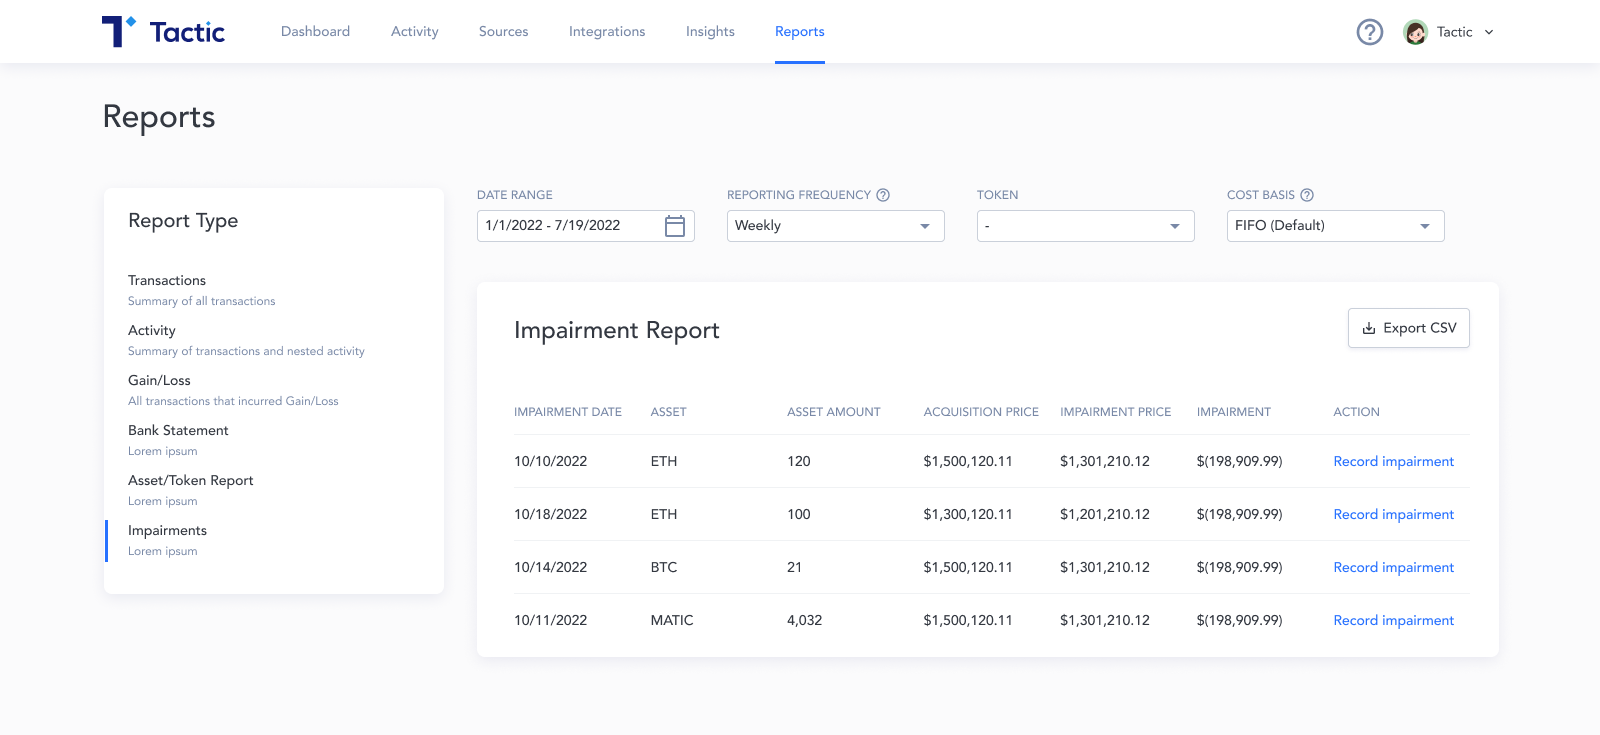 Tactic Dashboard Activity Sources Integrations Insights Reports Tactic
Reports
Report Type
Transactions
Summary of all transactions
Activity
Summary of transactions and nested activity
Gain/Loss
All transactions that incurred Gain/Loss
Bank Statement
Lorem ipsum
Asset/Token Report
Lorem ipsum
Impairments
Lorem ipsum
DATE RANGE REPORTING FREQUENCY TOKEN COST BASIS
1/1/2022 - 7/19/2022 Weekly - FIFO (Default)
Impairment Report Export CSV
IMPAIRMENT DATE ASSET ASSET AMOUNT ACQUISITION PRICE IMPAIRMENT PRICE IMPAIRMENT ACTION
10/10/2022 ETH 120 $1,500,120.11 $1,301,210.12 $(198,909.99) Record impairment
10/18/2022 ETH 100 $1,300,120.11 $1,201,210.12 $(198,909.99) Record impairment
10/14/2022 BTC 21 $1,500,120.11 $1,301,210.12 $(198,909.99) Record impairment
10/11/2022 MATIC 4,032 $1,500,120.11 $1,301,210.12 $(198,909.99) Record impairment